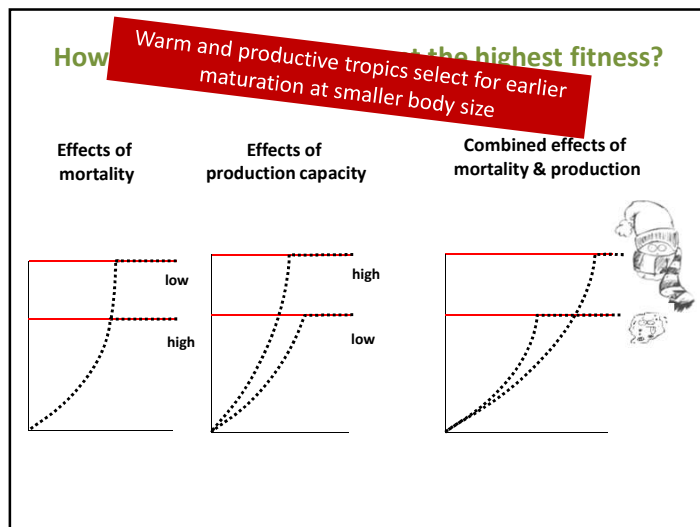 How t the highest fitness?
Warm and productive tropics select for earlier
maturation at smaller body size
Effects of
mortality
Effects of
production capacity
Combined effects of
mortality & production
low
high
high
low